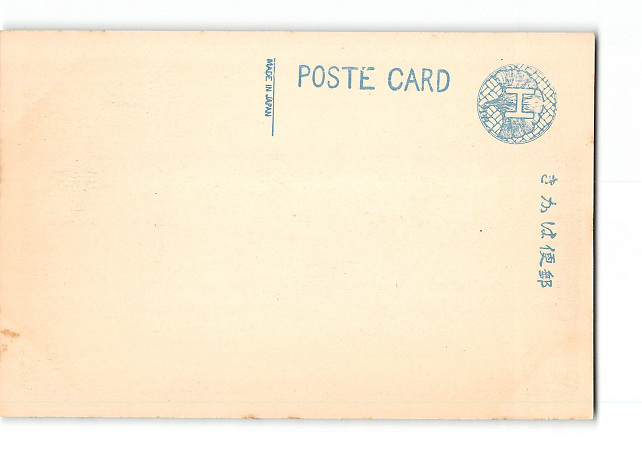 POSTE CARD
MADE IN JAPAN
H
きかは便郵